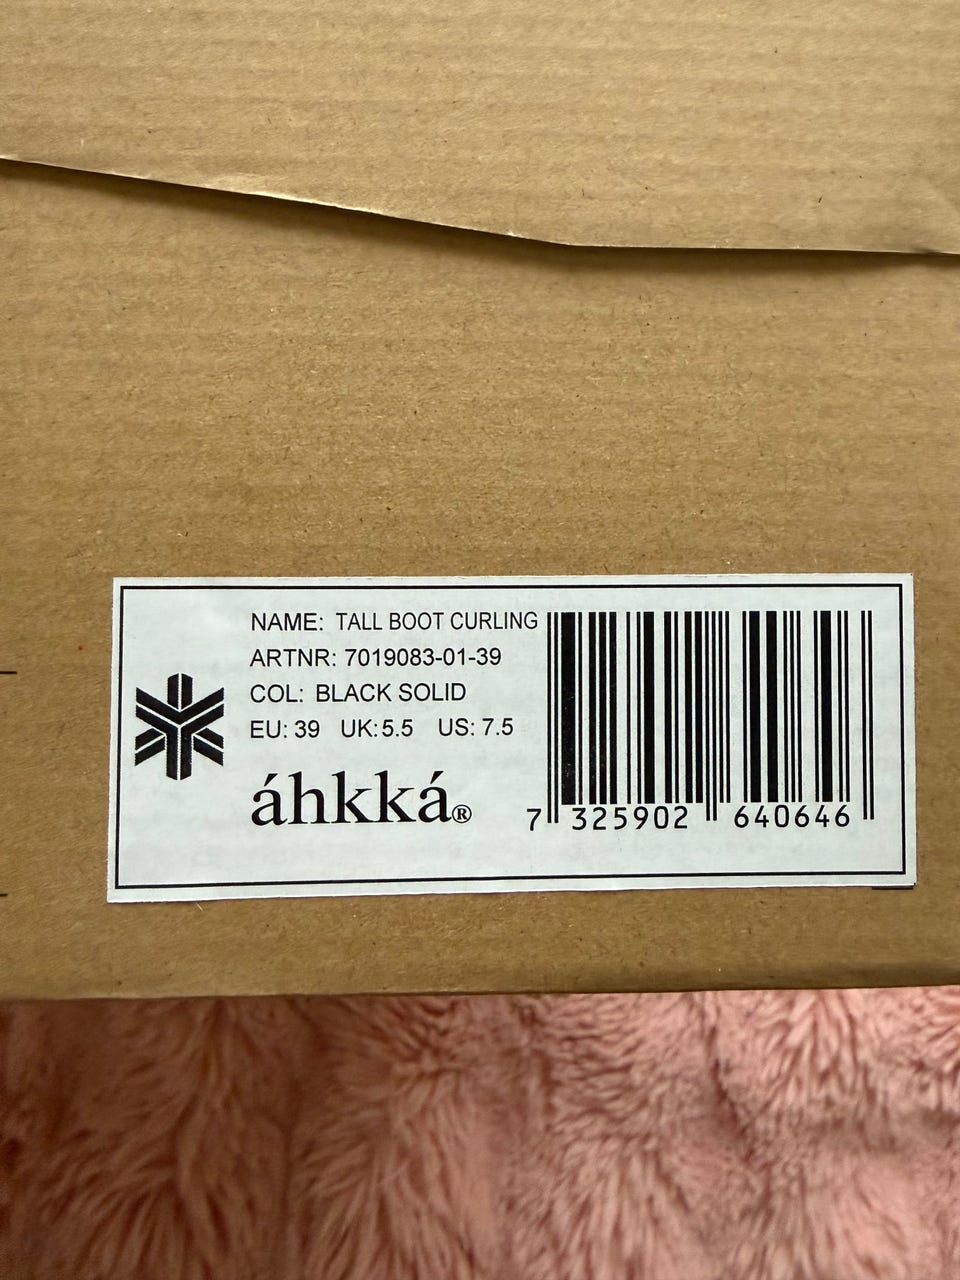 NAME: TALL BOOT CURLING
ARTNR: 7019083-01-39
COL: BLACK SOLID
EU: 39 UK:5.5 US: 7.5
áhkká®
7 325902 640646